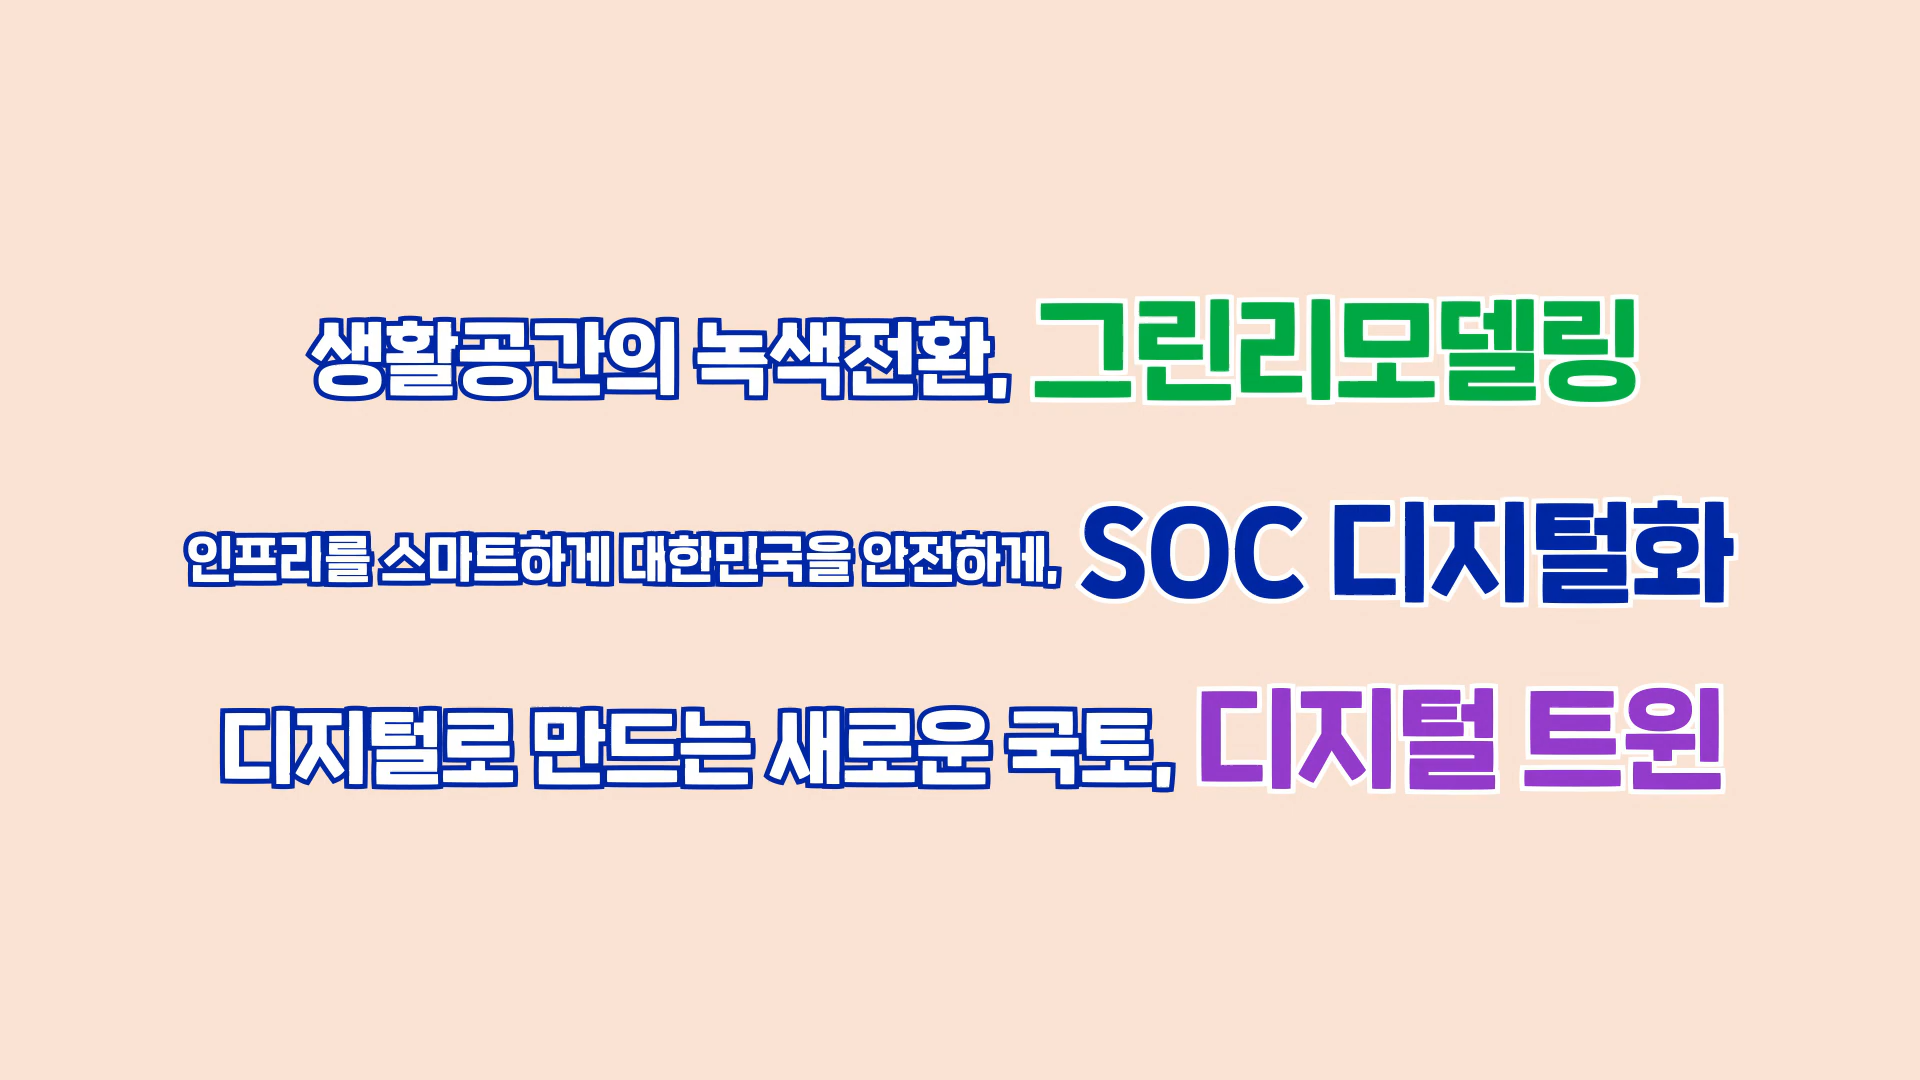 생활공간의 녹색전환, 그린리모델링
인프리를 스마트하게 대한민국을 안전하게, SOC 디지털화
디지털로 만드는 새로운 국토, 디지털 트윈